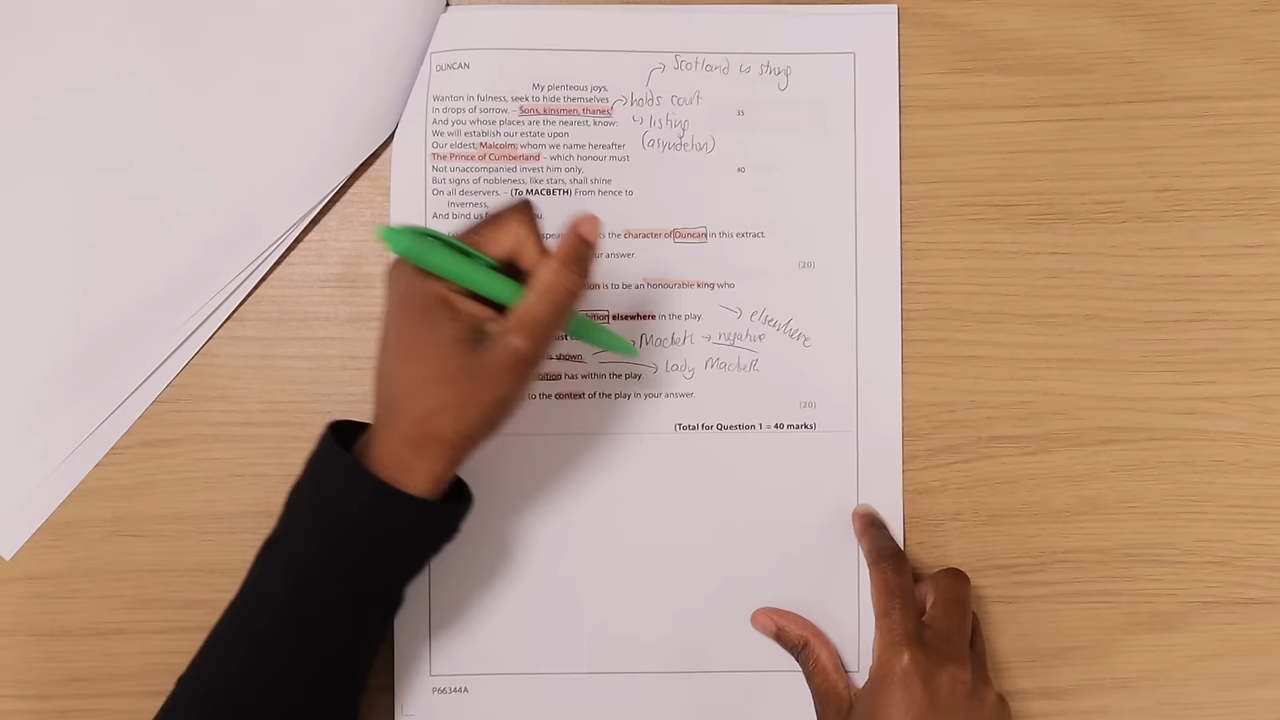 DUNCAN
Scotland is strong
My plenteous joys,
Wanton in fulness, seek to hide themselves
holds court
In drops of sorrow. – Sons, kinsmen, thanes,
35
And you whose places are the nearest, know:
listing
We will establish our estate upon
Our eldest, Malcolm; whom we name hereafter
(asyndeton)
The Prince of Cumberland – which honour must
Not unaccompanied invest him only,
40
But signs of nobleness, like stars, shall shine
On all deservers. – (To MACBETH) From hence to
Inverness,
And bind us
the character of Duncan in this extract.
your answer.
(20)
is to be an honourable king who
elsewhere in the play.
elsewhere
Macbeth → negative
is shown
Lady Macbeth
has within the play.
to the context of the play in your answer.
(20)
(Total for Question 1 = 40 marks)
P66344A